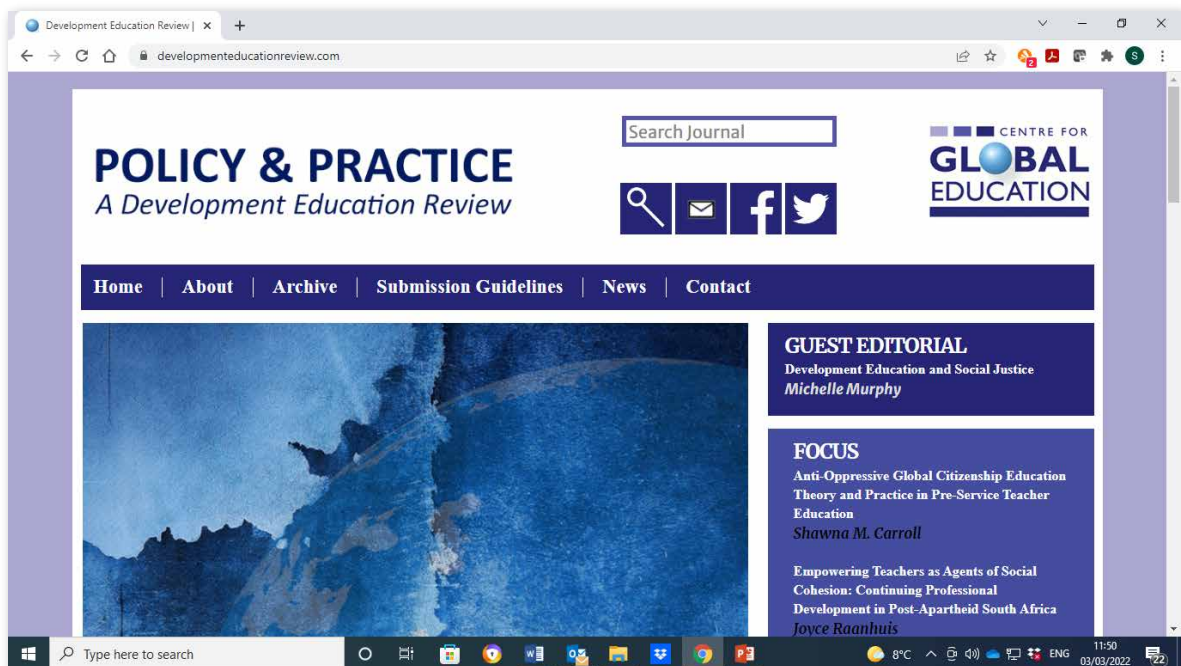 Development Education Review |
developmenteducationreview.com
2
S
POLICY & PRACTICE
A Development Education Review
Search Journal
CENTRE FOR
GLOBAL
EDUCATION
Home | About | Archive | Submission Guidelines | News | Contact
GUEST EDITORIAL
Development Education and Social Justice
Michelle Murphy
FOCUS
Anti-Oppressive Global Citizenship Education
Theory and Practice in Pre-Service Teacher
Education
Shawna M. Carroll
Empowering Teachers as Agents of Social
Cohesion: Continuing Professional
Development in Post-Apartheid South Africa
Joyce Raanhuis
Type here to search
8°C
ENG
11:50
03/03/2022
22